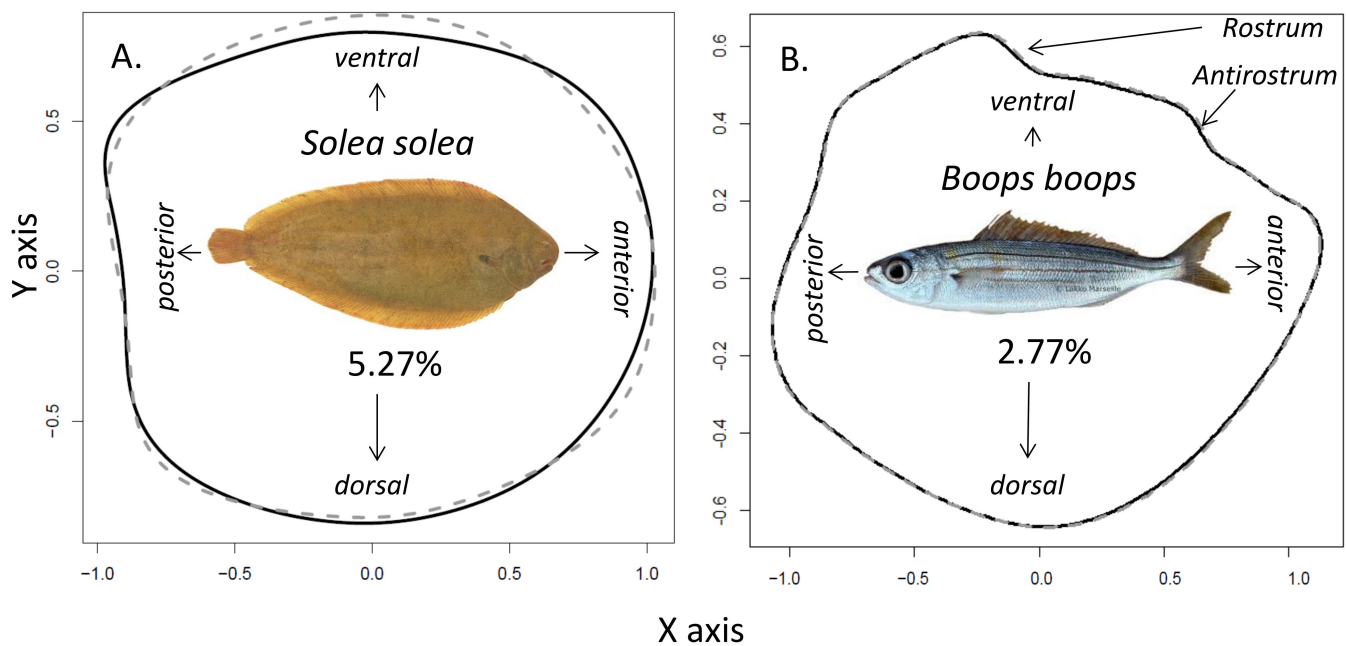 A.
ventral
Solea solea
posterior
anterior
5.27%
dorsal
Y axis
0.5
0.0
−0.5
−1.0
−0.5
0.0
0.5
1.0
B.
Rostrum
Antirostrum
ventral
Boops boops
posterior
anterior
© Lakko Marseille
2.77%
dorsal
0.6
0.4
0.2
0.0
−0.2
−0.4
−0.6
−1.0
−0.5
0.0
0.5
1.0
X axis